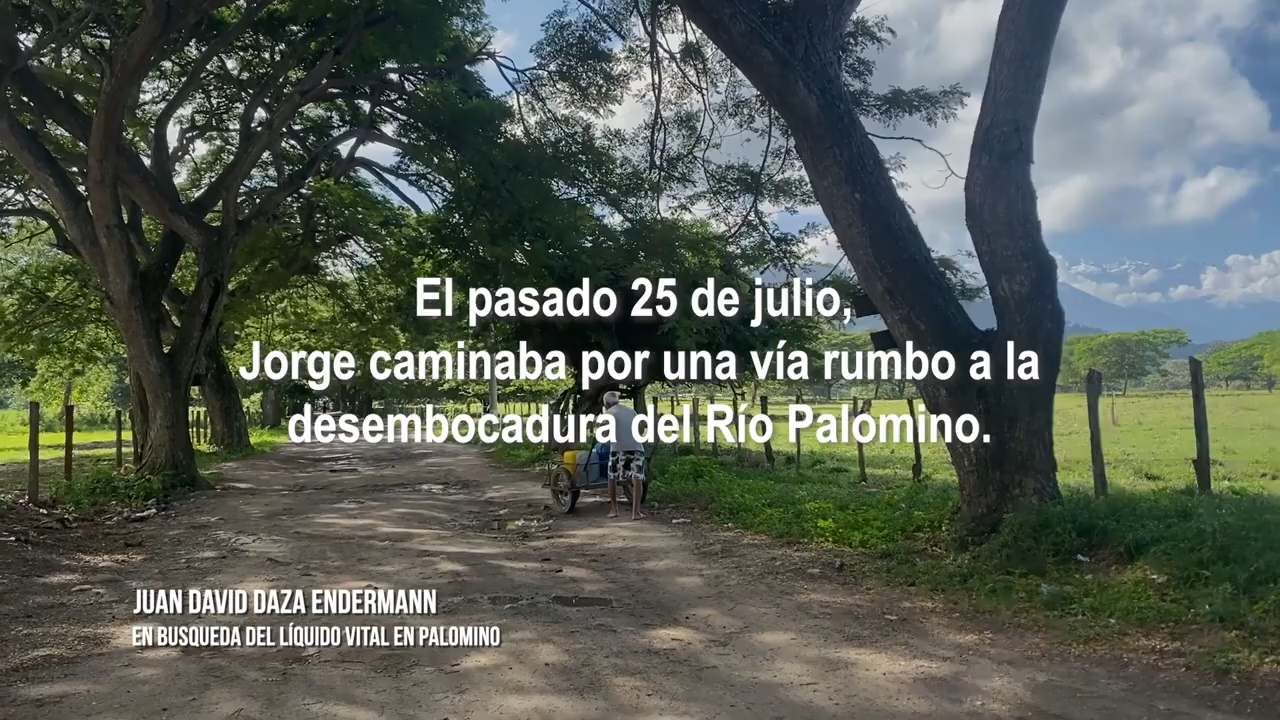 El pasado 25 de julio,
Jorge caminaba por una vía rumbo a la
desembocadura del Río Palomino.
JUAN DAVID DAZA ENDERMANN
EN BUSQUEDA DEL LÍQUIDO VITAL EN PALOMINO